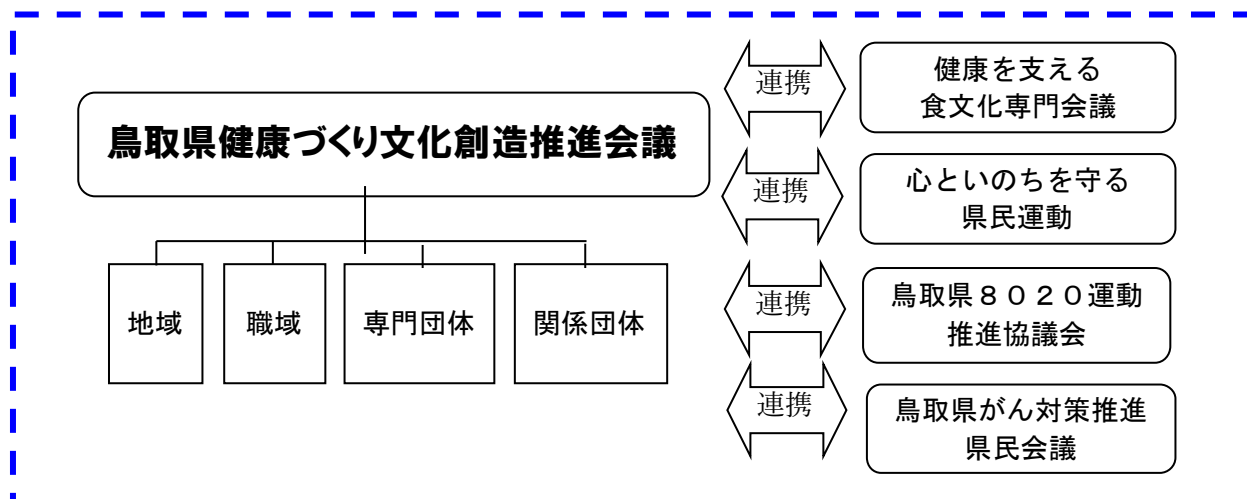 鳥取県健康づくり文化創造推進会議
地域
職域
専門団体
関係団体
連携
健康を支える
食文化専門会議
連携
心といのちを守る
県民運動
連携
鳥取県８０２０運動
推進協議会
連携
鳥取県がん対策推進
県民会議